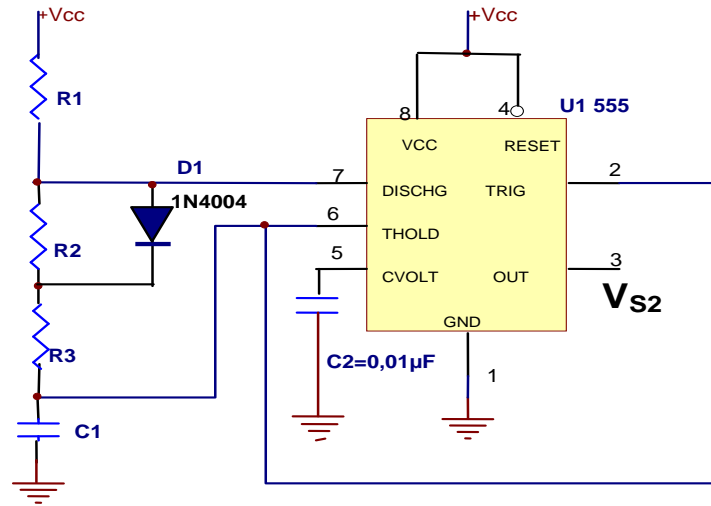 +Vcc
+Vcc
R1
8
4
U1 555
VCC
RESET
D1
7
2
DISCHG
TRIG
1N4004
6
THOLD
R2
5
3
CVOLT
OUT
VS2
GND
R3
C2=0,01µF
1
C1